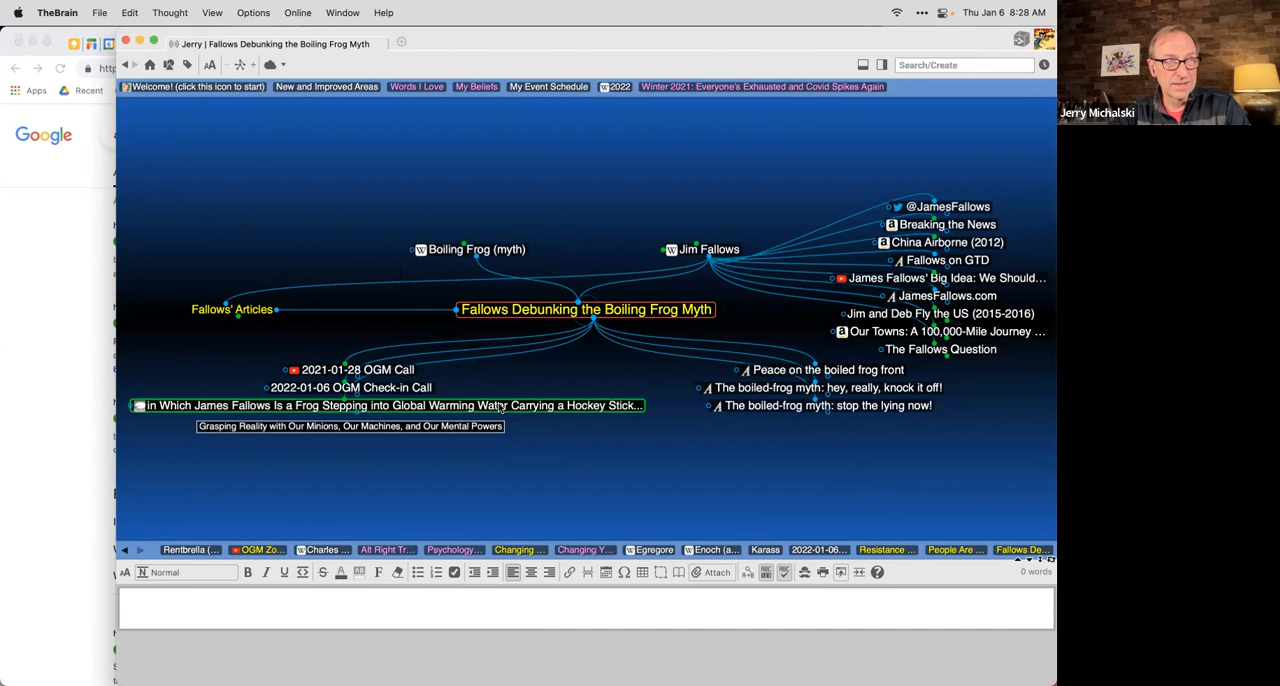 TheBrain File Edit Thought View Options Online Window Help
Thu Jan 6 8:28 AM
Jerry | Fallows Debunking the Boiling Frog Myth
Search/Create
Welcome! (click this icon to start) New and Improved Areas Words I Love My Beliefs My Event Schedule 2022 Winter 2021: Everyone's Exhausted and Covid Spikes Again
Apps Recent
Google
Jerry Michalski
Boiling Frog (myth)
Jim Fallows
@JamesFallows
Breaking the News
China Airborne (2012)
Fallows on GTD
James Fallows' Big Idea: We Should...
JamesFallows.com
Jim and Deb Fly the US (2015-2016)
Our Towns: A 100,000-Mile Journey ...
The Fallows Question
Fallows' Articles
Fallows Debunking the Boiling Frog Myth
2021-01-28 OGM Call
2022-01-06 OGM Check-in Call
in Which James Fallows Is a Frog Stepping into Global Warming Water Carrying a Hockey Stick...
Grasping Reality with Our Minions, Our Machines, and Our Mental Powers
Peace on the boiled frog front
The boiled-frog myth: hey, really, knock it off!
The boiled-frog myth: stop the lying now!
Rentbrella (... OGM Zo... Charles ... Alt Right Tr... Psychology... Changing ... Changing Y... Egregore Enoch (a... Karass 2022-01-06... Resistance ... People Are ... Fallows De...
Normal B I U S Attach 0 words